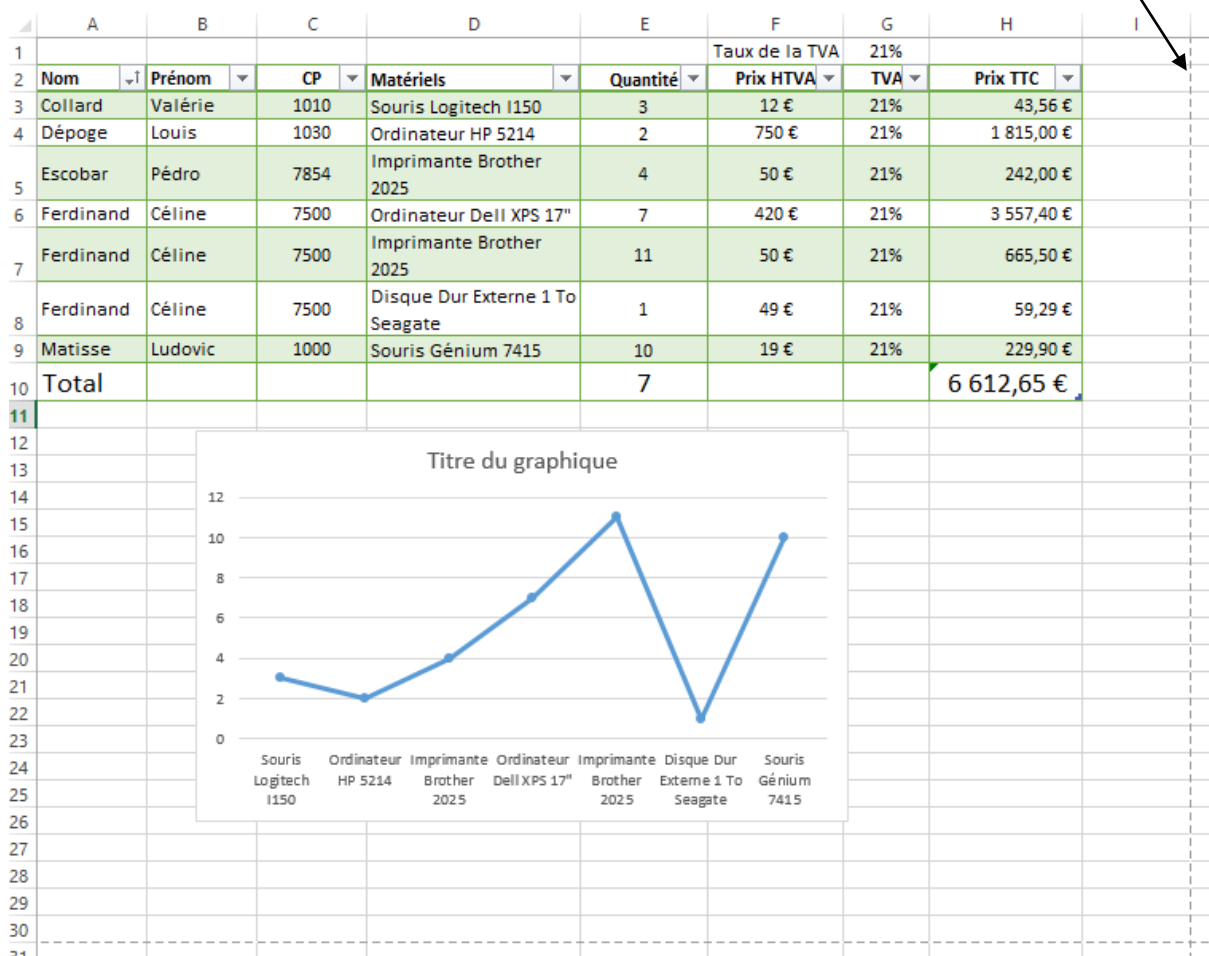 A B C D E F G H I
1 Taux de la TVA 21%
2 Nom Prénom CP Matériels Quantité Prix HTVA TVA Prix TTC
3 Collard Valérie 1010 Souris Logitech I150 3 12 € 21% 43,56 €
4 Dépoge Louis 1030 Ordinateur HP 5214 2 750 € 21% 1 815,00 €
Imprimante Brother
5 Escobar Pédro 7854 2025 4 50 € 21% 242,00 €
6 Ferdinand Céline 7500 Ordinateur Dell XPS 17" 7 420 € 21% 3 557,40 €
Imprimante Brother
7 Ferdinand Céline 7500 2025 11 50 € 21% 665,50 €
Disque Dur Externe 1 To
8 Ferdinand Céline 7500 Seagate 1 49 € 21% 59,29 €
9 Matisse Ludovic 1000 Souris Génium 7415 10 19 € 21% 229,90 €
10 Total 7 6 612,65 €
11
12
13
14
15
16
17
18
19
20
21
22
23
24
25
26
27
28
29
30
31
Titre du graphique
12
10
8
6
4
2
0
Souris Ordinateur Imprimante Ordinateur Imprimante Disque Dur Souris
Logitech HP 5214 Brother Dell XPS 17" Brother Externe 1 To Génium
I150 2025 2025 Seagate 7415